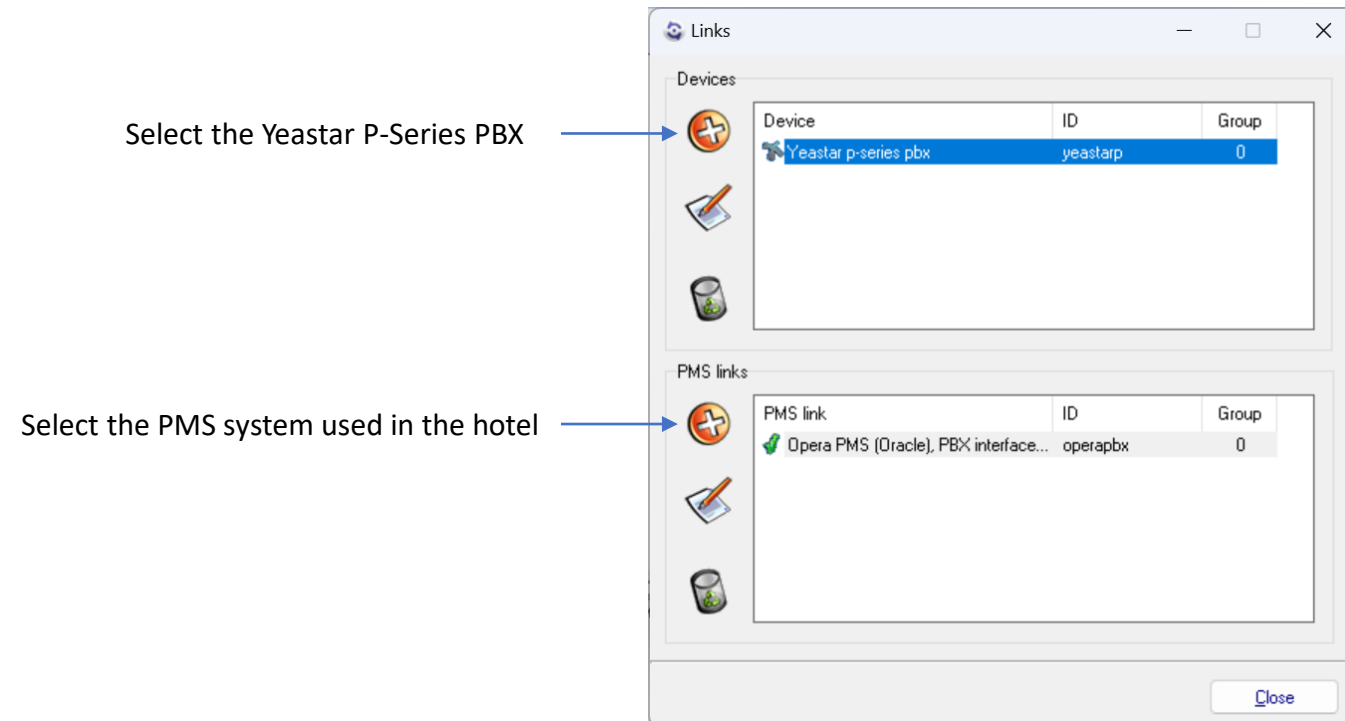 Links
Devices
Select the Yeastar P-Series PBX
Device ID Group
Yeastar p-series pbx yeastarp 0
PMS links
Select the PMS system used in the hotel
PMS link ID Group
Opera PMS (Oracle), PBX interface... operapbx 0
Close